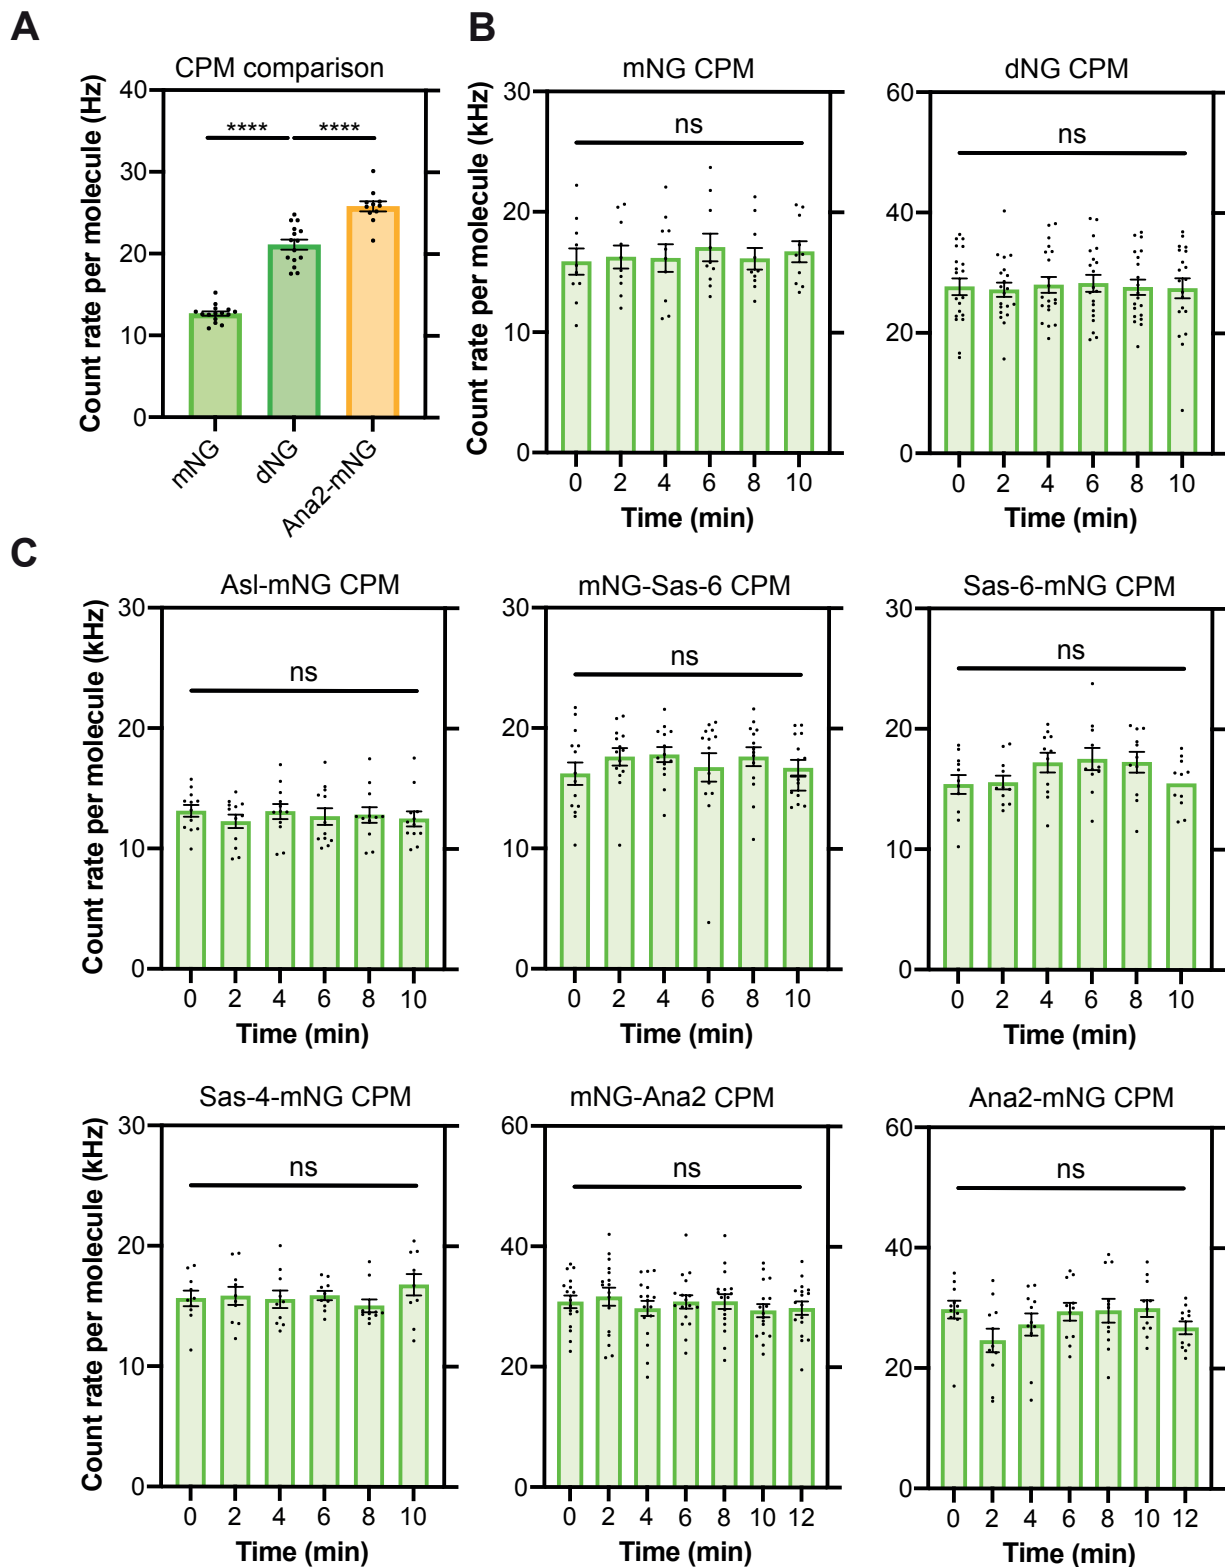 A
CPM comparison
Count rate per molecule (Hz)
40
30
20
10
0
****
****
mNG
dNG
Ana2-mNG
B
mNG CPM
Count rate per molecule (kHz)
30
20
10
0
ns
0 2 4 6 8 10
Time (min)
dNG CPM
60
40
20
0
ns
0 2 4 6 8 10
Time (min)
C
Asl-mNG CPM
Count rate per molecule (kHz)
30
20
10
0
ns
0 2 4 6 8 10
Time (min)
mNG-Sas-6 CPM
30
20
10
0
ns
0 2 4 6 8 10
Time (min)
Sas-6-mNG CPM
30
20
10
0
ns
0 2 4 6 8 10
Time (min)
Sas-4-mNG CPM
Count rate per molecule (kHz)
30
20
10
0
ns
0 2 4 6 8 10
Time (min)
mNG-Ana2 CPM
60
40
20
0
ns
0 2 4 6 8 10 12
Time (min)
Ana2-mNG CPM
60
40
20
0
ns
0 2 4 6 8 10 12
Time (min)